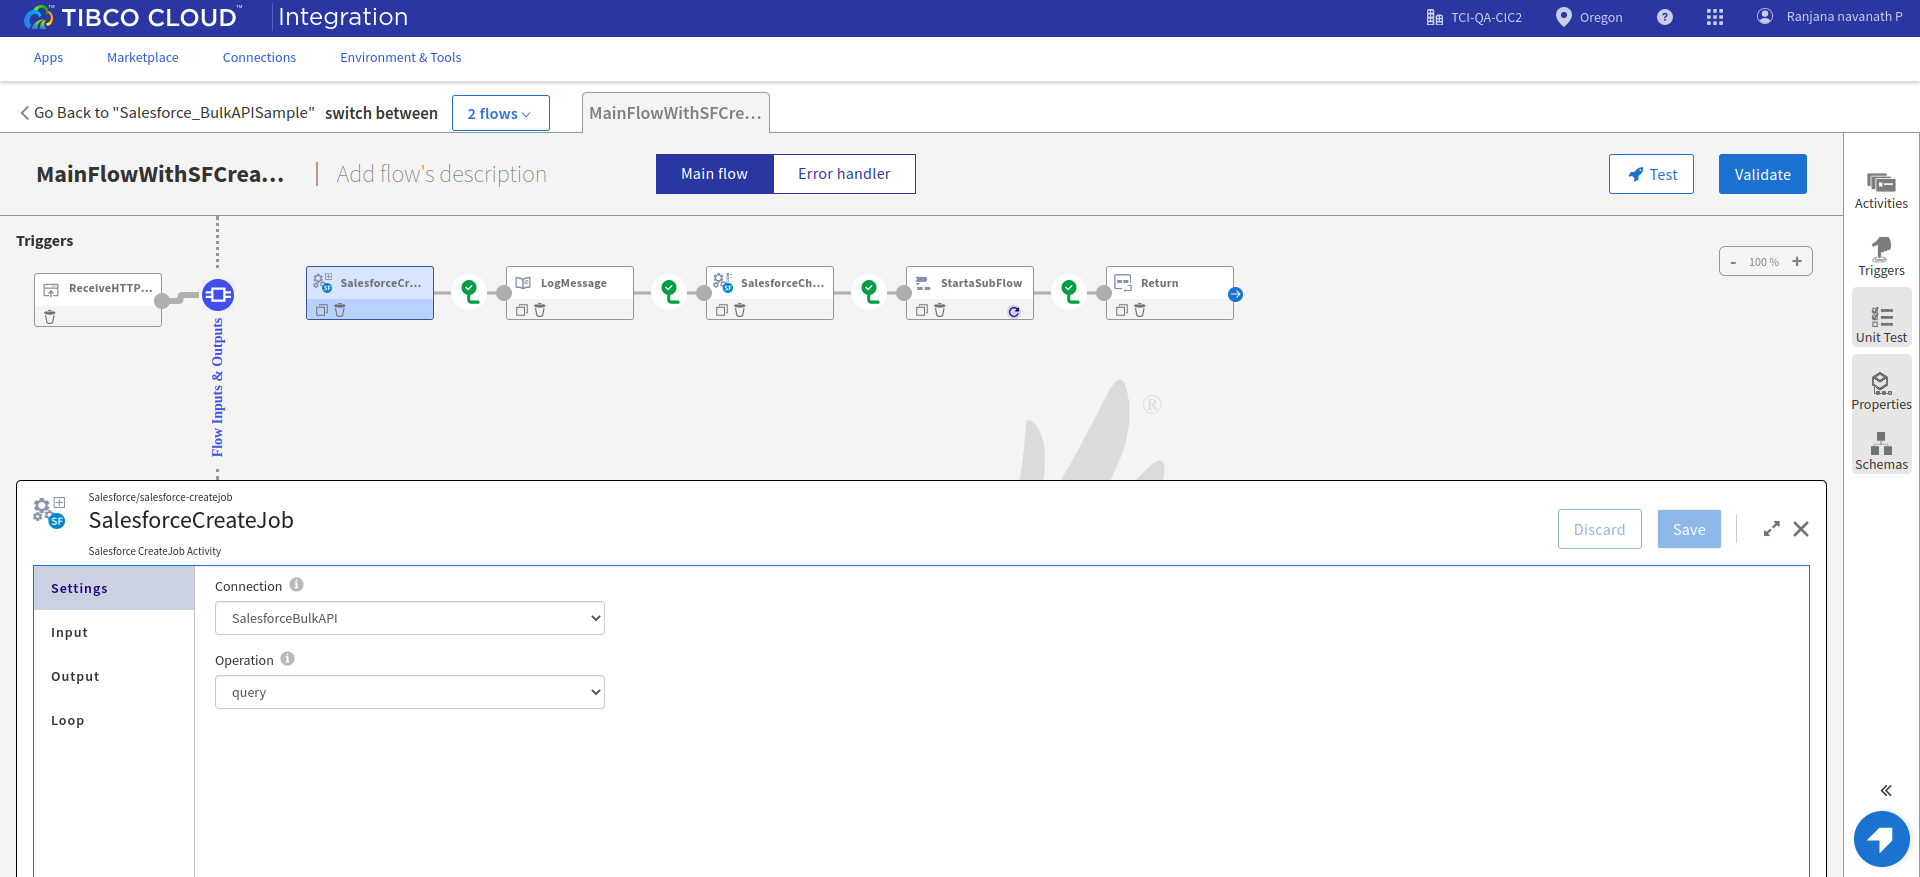 TIBCO CLOUD™ Integration
TCI-QA-CIC2
Oregon
?
Ranjana navanath P
Apps
Marketplace
Connections
Environment & Tools
Go Back to "Salesforce_BulkAPISample"
switch between
2 flows
MainFlowWithSFCre...
MainFlowWithSFCrea...
Add flow's description
Main flow
Error handler
Test
Validate
Activities
Triggers
Unit Test
Properties
Schemas
Triggers
- 100 % +
ReceiveHTTP...
Flow Inputs & Outputs
SalesforceCr...
SF
LogMessage
SalesforceCh...
SF
StartaSubFlow
Return
®
Salesforce/salesforce-createjob
SF
SalesforceCreateJob
Salesforce CreateJob Activity
Discard
Save
Settings
Input
Output
Loop
Connection
SalesforceBulkAPI
Operation
query